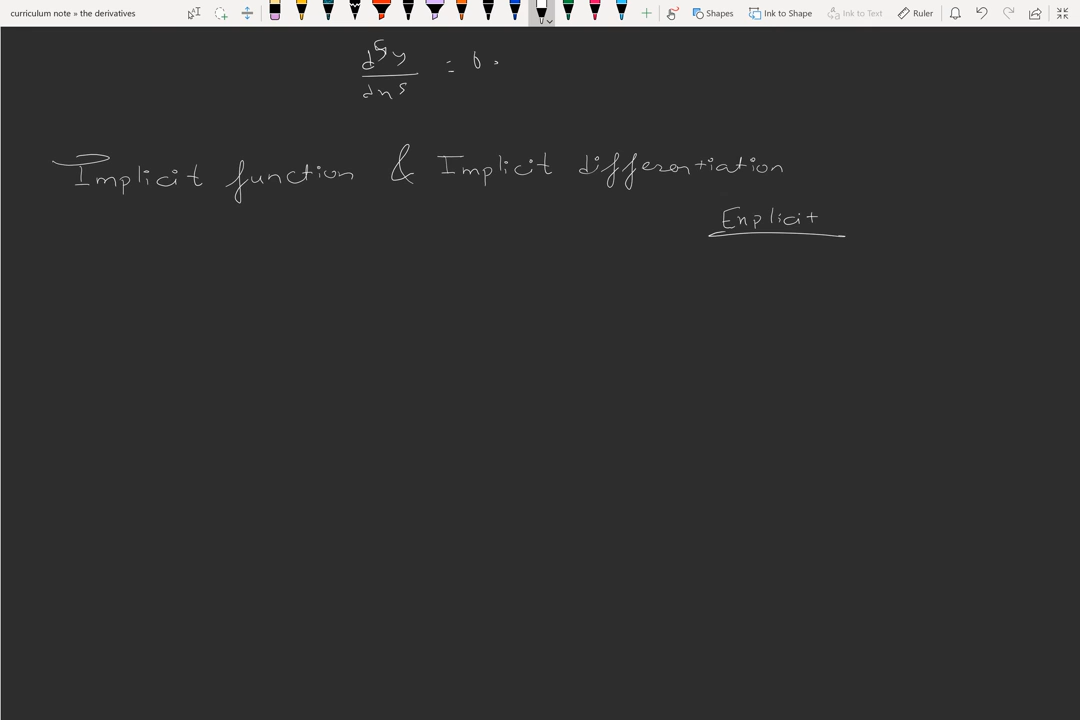 curriculum note » the derivatives
Shapes Ink to Shape Ink to Text Ruler
d⁵y
/dx⁵ = 0.
Implicit function & Implicit differentiation
Explicit